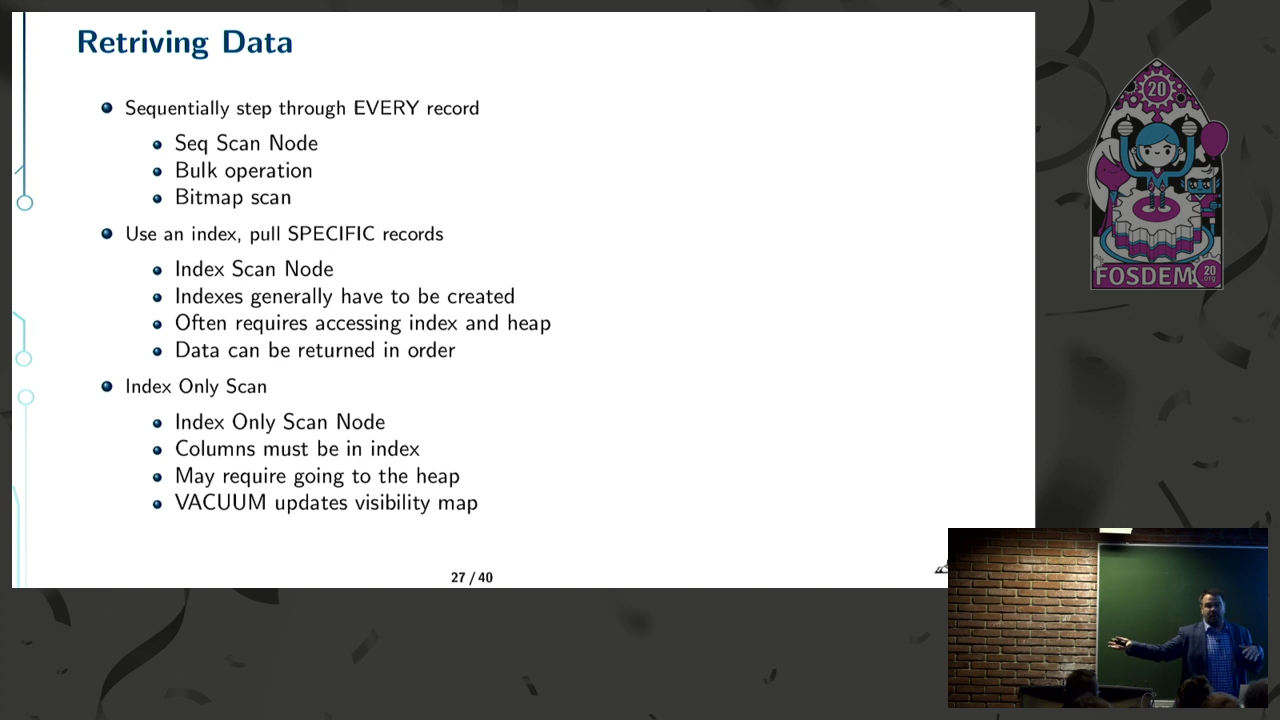 Retriving Data
Sequentially step through EVERY record
Seq Scan Node
Bulk operation
Bitmap scan
Use an index, pull SPECIFIC records
Index Scan Node
Indexes generally have to be created
Often requires accessing index and heap
Data can be returned in order
Index Only Scan
Index Only Scan Node
Columns must be in index
May require going to the heap
VACUUM updates visibility map
27 / 40
20
FOSDEM
20
org